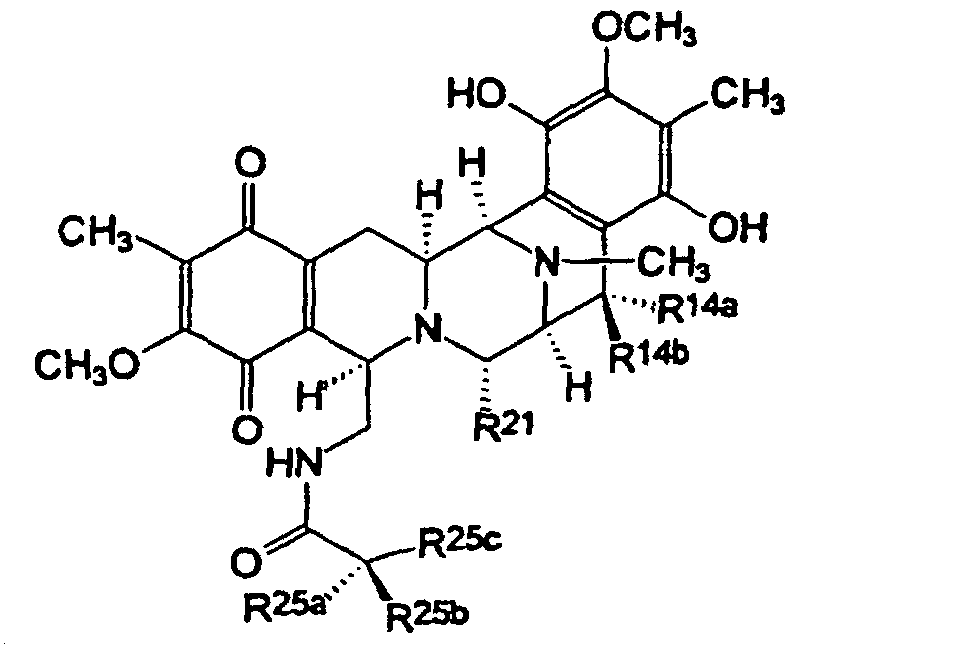 OCH3
HO
CH3
O
H
H
CH3
OH
N
CH3
R14a
N
R14b
CH3O
H
H
O
R21
HN
O
R25c
R25a
R25b